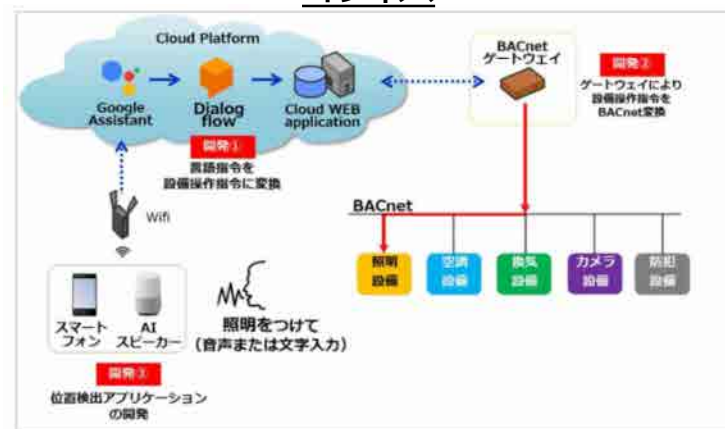 Cloud Platform
Google
Assistant
Dialog
flow
Cloud WEB
application
開発①
言語指令を
設備操作指令に変換
BACnet
ゲートウェイ
開発②
ゲートウェイにより
設備操作指令を
BACnet変換
Wifi
BACnet
照明
設備
空調
設備
換気
設備
カメラ
設備
防犯
設備
スマート
フォン
AI
スピーカー
照明をつけて
(音声または文字入力)
開発③
位置検出アプリケーション
の開発